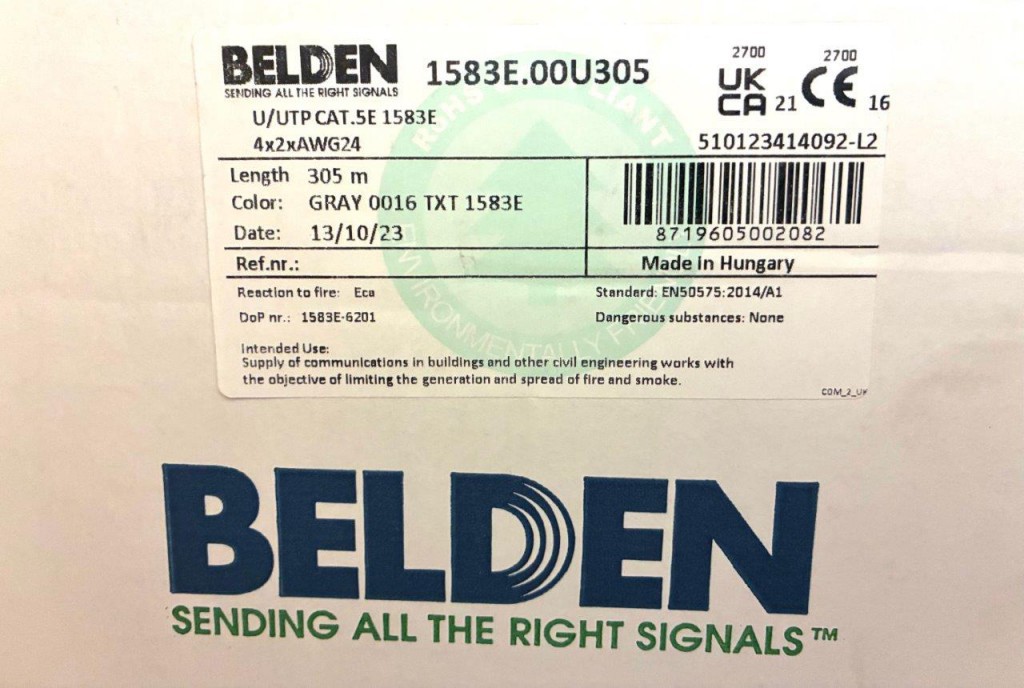 BELDEN
SENDING ALL THE RIGHT SIGNALS
1583E.00U305
2700
UK
CA 21
2700
CE 16
U/UTP CAT.5E 1583E
4x2xAWG24
510123414092-L2
Length 305 m
Color: GRAY 0016 TXT 1583E
Date: 13/10/23
8719605002082
Ref.nr.:
Made in Hungary
Reaction to fire: Eca
Standard: EN50575:2014/A1
DoP nr.: 1583E-6201
Dangerous substances: None
Intended Use:
Supply of communications in buildings and other civil engineering works with
the objective of limiting the generation and spread of fire and smoke.
BELDEN
SENDING ALL THE RIGHT SIGNALS™